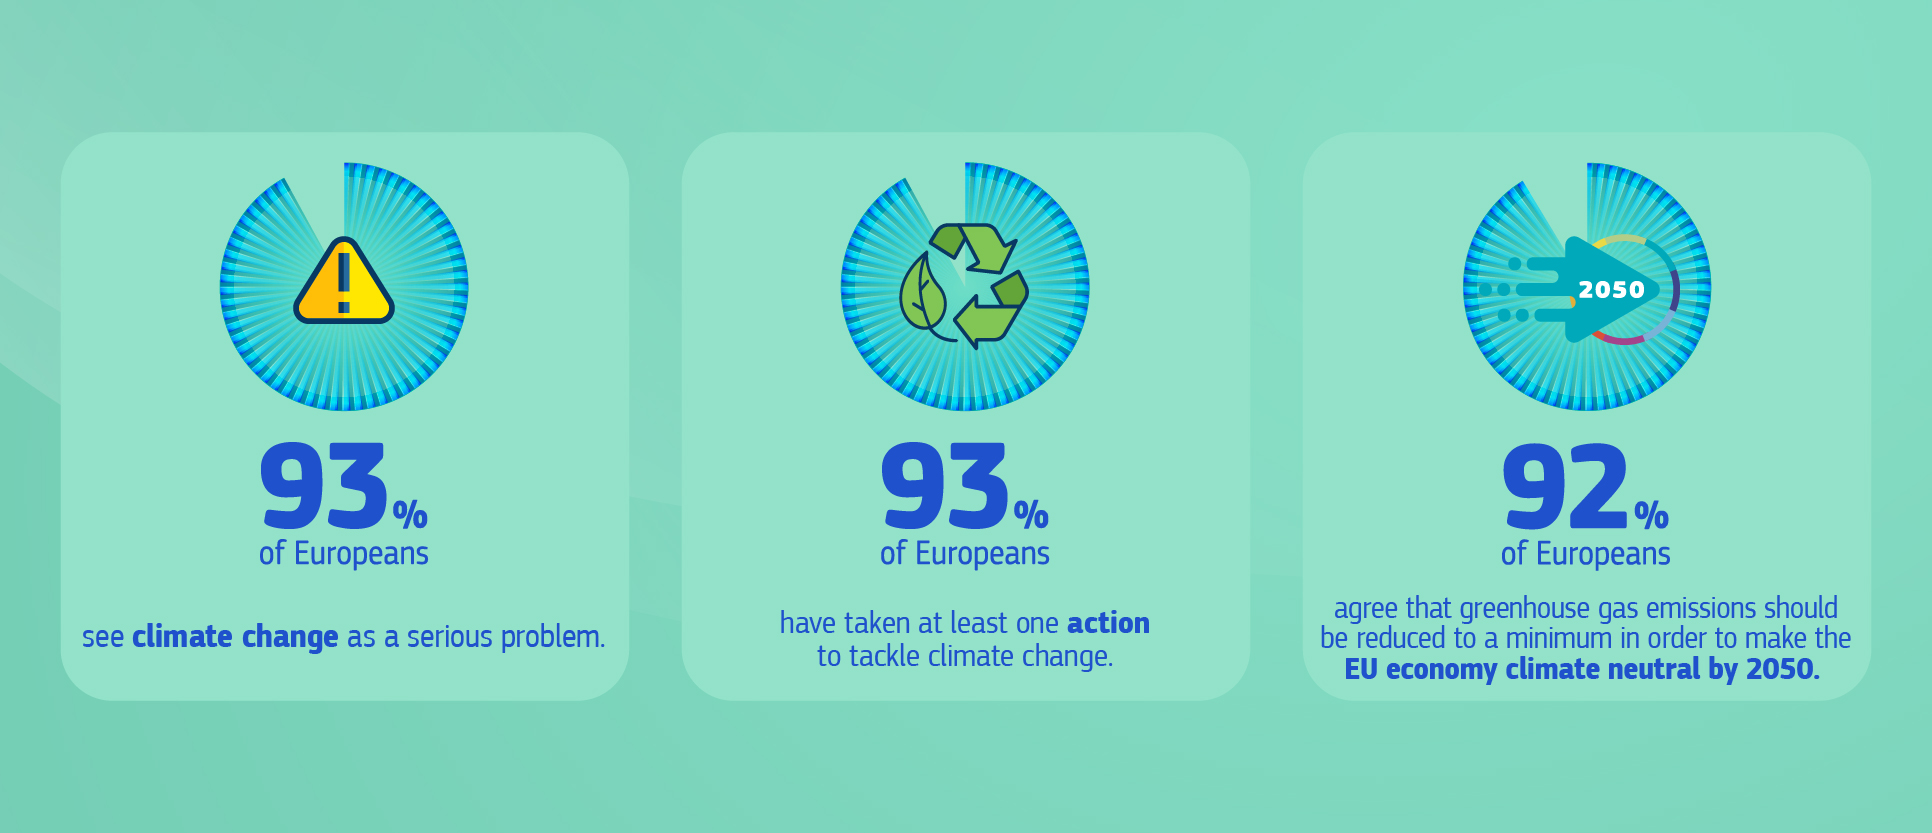 93%
of Europeans
see climate change as a serious problem.
93%
of Europeans
have taken at least one action
to tackle climate change.
2050
92%
of Europeans
agree that greenhouse gas emissions should
be reduced to a minimum in order to make the
EU economy climate neutral by 2050.